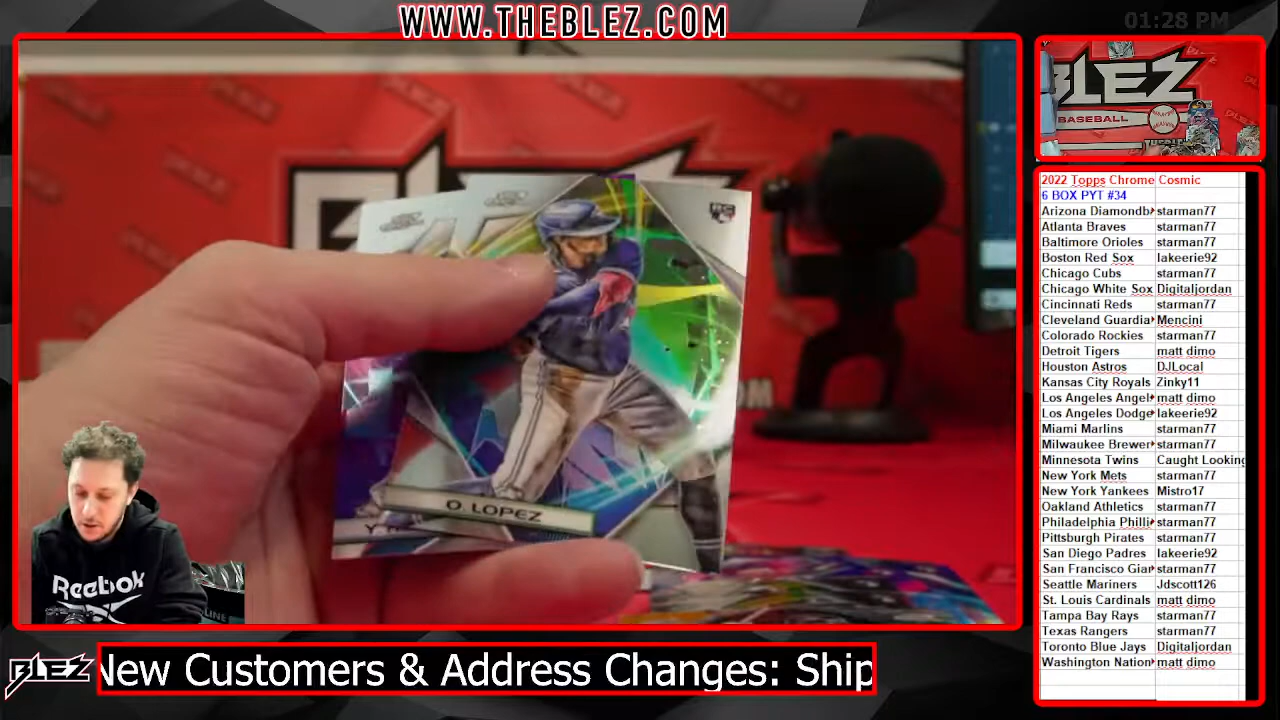 WWW.THEBLEZ.COM
01:28 PM
BLEZ
BASEBALL
RC
O. LOPEZ
Reebok
2022 Topps Chrome Cosmic
6 BOX PYT #34
Arizona Diamondb starman77
Atlanta Braves starman77
Baltimore Orioles starman77
Boston Red Sox lakeerie92
Chicago Cubs starman77
Chicago White Sox Digitaljordan
Cincinnati Reds starman77
Cleveland Guardia Mencini
Colorado Rockies starman77
Detroit Tigers matt dimo
Houston Astros DJLocal
Kansas City Royals Zinky11
Los Angeles Angel matt dimo
Los Angeles Dodge lakeerie92
Miami Marlins starman77
Milwaukee Brewer starman77
Minnesota Twins Caught Looking
New York Mets starman77
New York Yankees Mistro17
Oakland Athletics starman77
Philadelphia Philli starman77
Pittsburgh Pirates starman77
San Diego Padres lakeerie92
San Francisco Gia starman77
Seattle Mariners Jdscott126
St. Louis Cardinals matt dimo
Tampa Bay Rays starman77
Texas Rangers starman77
Toronto Blue Jays Digitaljordan
Washington Nation matt dimo
BLEZ
New Customers & Address Changes: Ship